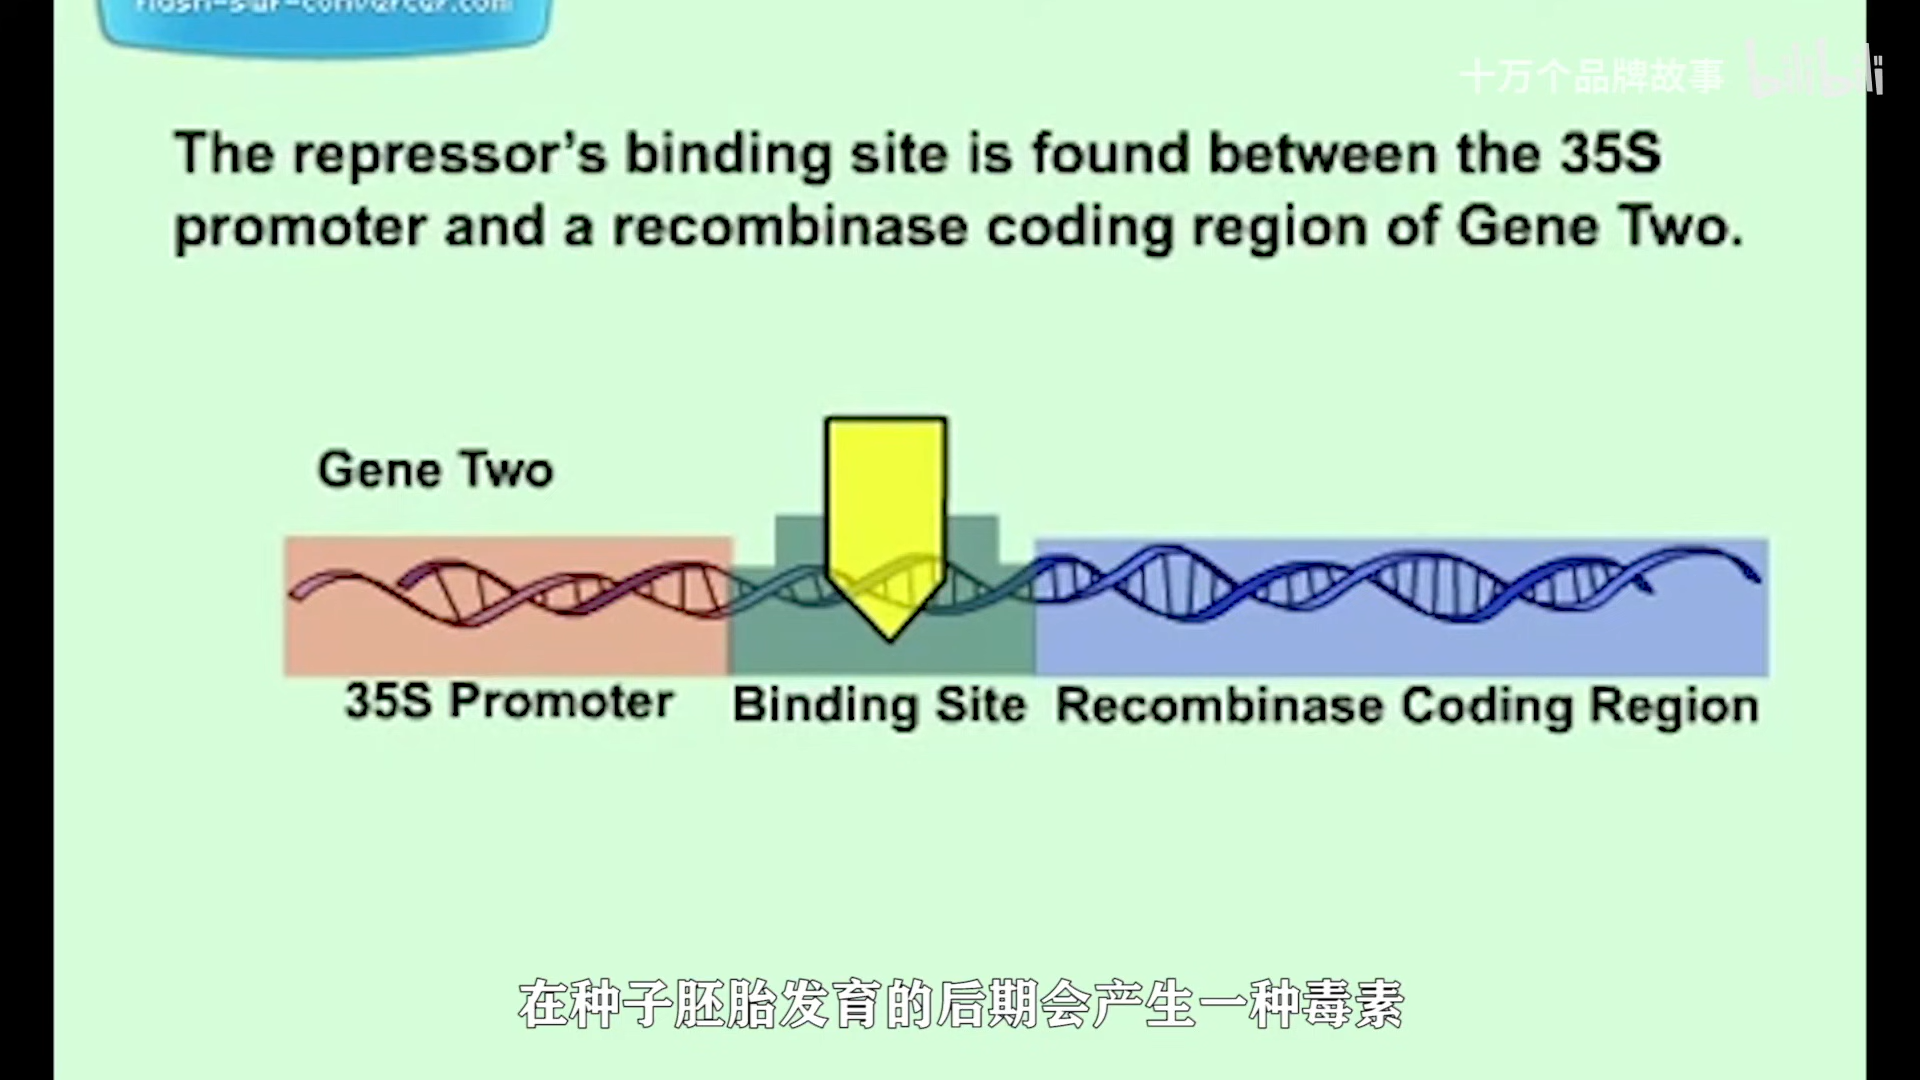 十万个品牌故事 bilibili
The repressor’s binding site is found between the 35S
promoter and a recombinase coding region of Gene Two.
Gene Two
35S Promoter Binding Site Recombinase Coding Region
在种子胚胎发育的后期会产生一种毒素